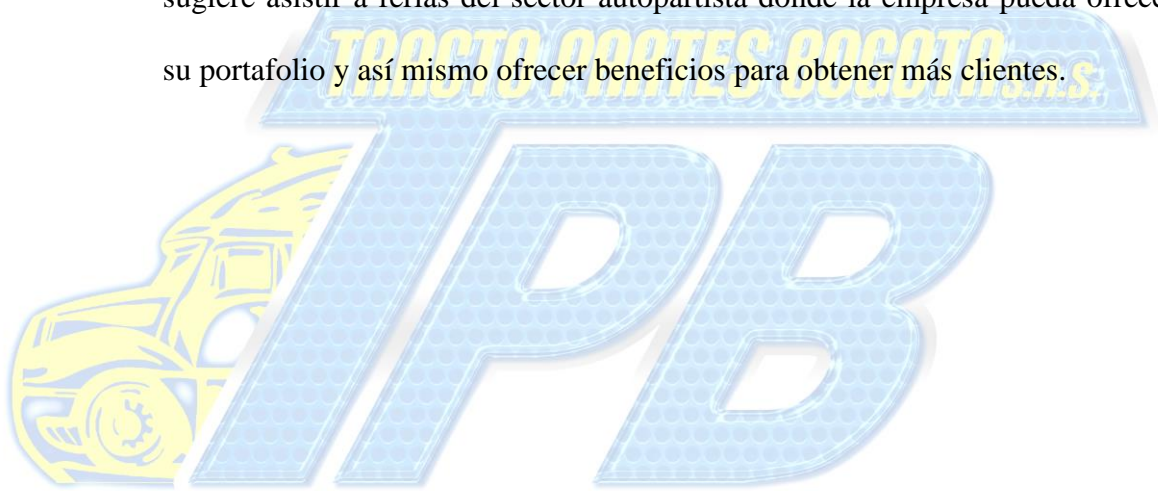 sugiere asistir a ferias del sector autopartista donde la empresa pueda ofrecer
su portafolio y así mismo ofrecer beneficios para obtener más clientes.
TRACTO PARTES BOGOTA S.A.S.
TPB